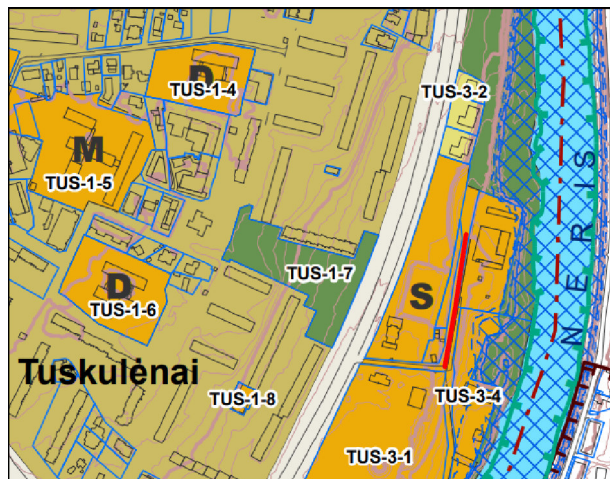 D
TUS-1-4
TUS-3-2
M
TUS-1-5
NERIS
TUS-1-7
D
TUS-1-6
S
Tuskulėnai
TUS-1-8
TUS-3-4
TUS-3-1